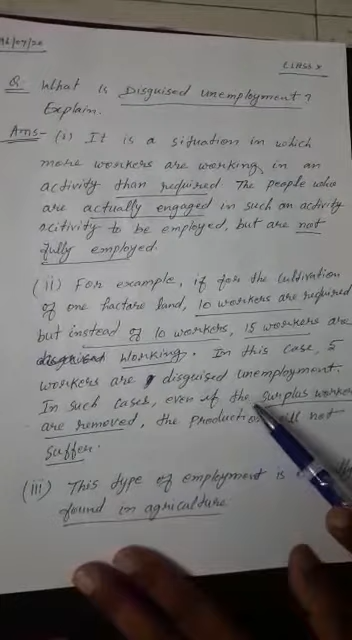 CLASS X
Q. What is Disguised unemployment?
Explain.
Ans- (i) It is a situation in which
more workers are working in an
activity than required. The people who
are actually engaged in such an activity
acitivity to be employed, but are not
fully employed.
(ii) For example, if for the cultivation
of one hactare land, 10 workers are required
but instead of 10 workers, 15 workers are
working. In this case, 5
workers are disguised unemployment.
In such cases, even if the surplus worker
are removed, the production will not
suffer.
(iii) This type of employment is
found in agriculture